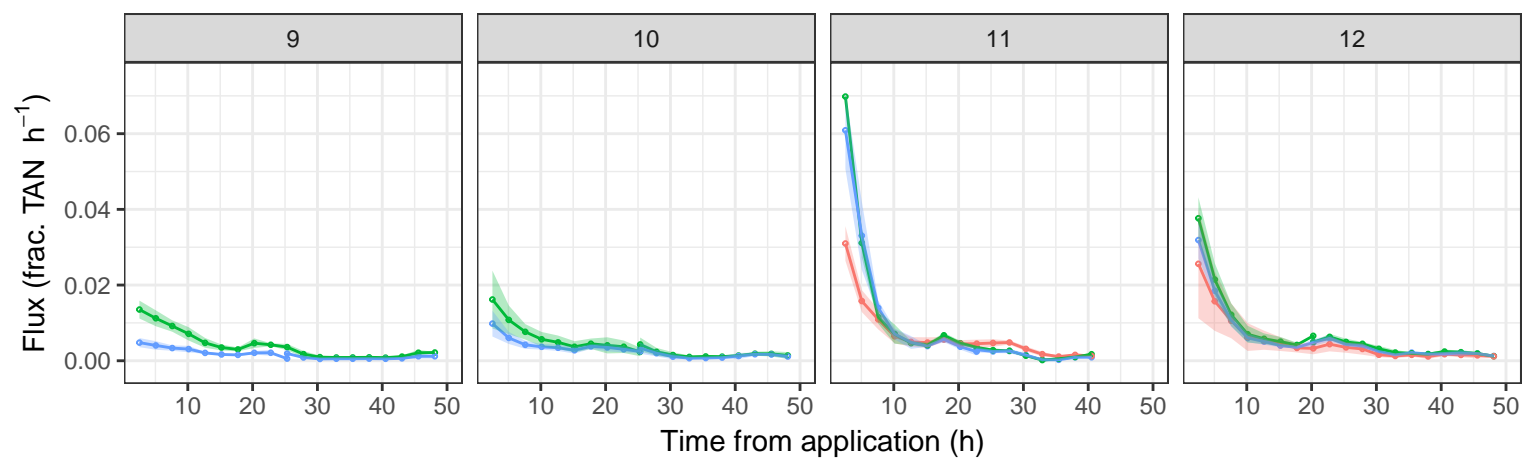 9 10 11 12
Flux (frac. TAN h⁻¹)
0.06
0.04
0.02
0.00
10 20 30 40 50 10 20 30 40 50 10 20 30 40 50 10 20 30 40 50
Time from application (h)